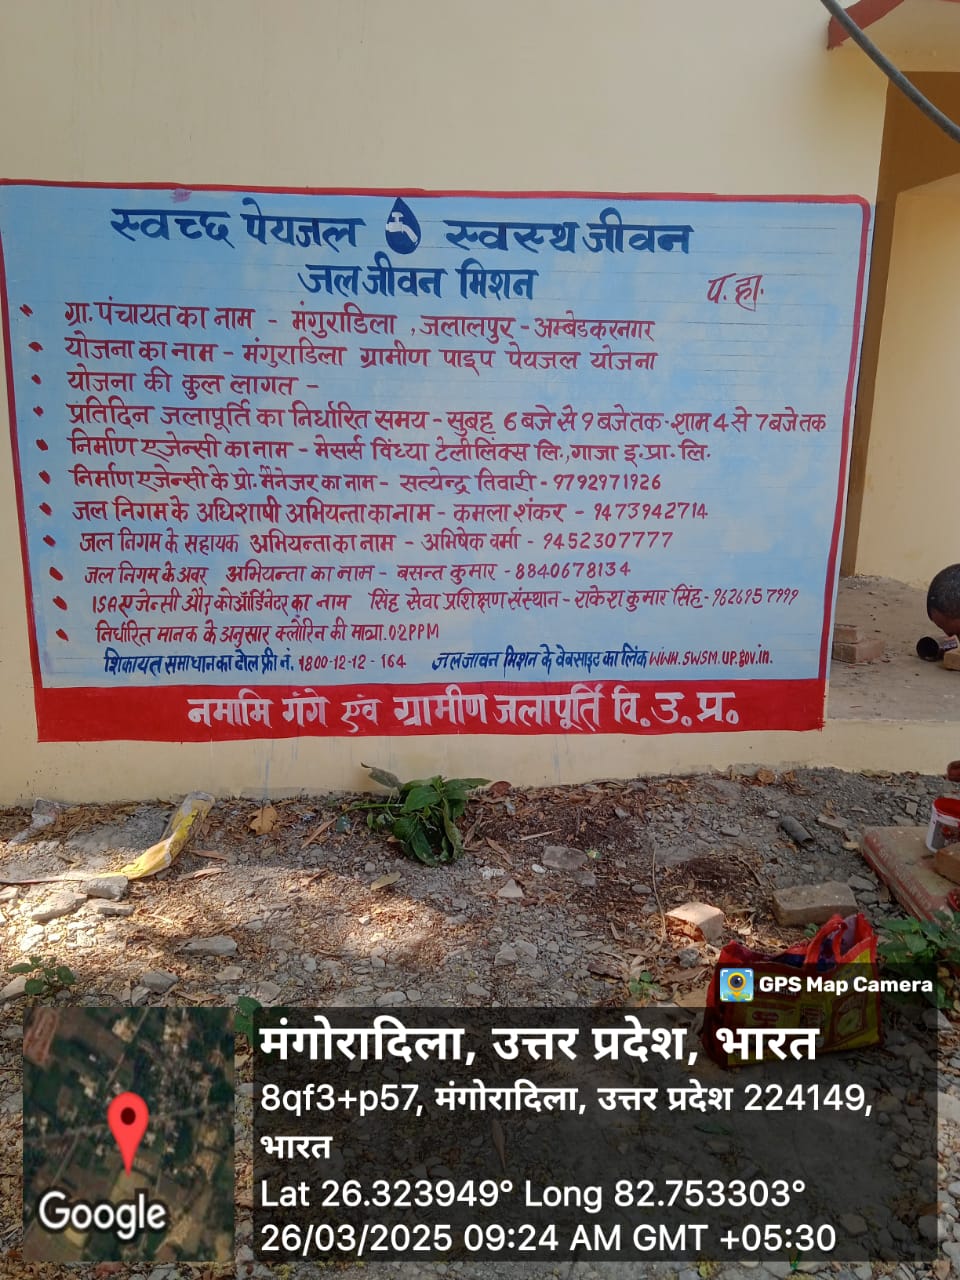 स्वच्छ पेयजल स्वस्थ जीवन
जल जीवन मिशन
प. हा.
ग्रा. पंचायत का नाम - मंगुराडिला , जलालपुर - अम्बेडकरनगर
योजना का नाम - मंगुराडिला ग्रामीण पाइप पेयजल योजना
योजना की कुल लागत -
प्रतिदिन जलापूर्ति का निर्धारित समय - सुबह 6 बजे से 9 बजे तक - शाम 4 से 7 बजे तक
निर्माण एजेन्सी का नाम - मेसर्स विंध्या टेलीलिंक्स लि., गाजा इ. प्रा. लि.
निर्माण एजेन्सी के प्रो. मैनेजर का नाम - सत्येन्द्र तिवारी - 9792971926
जल निगम के अधिशाषी अभियन्ता का नाम - कमला शंकर - 9473942714
जल निगम के सहायक अभियन्ता का नाम - अभिषेक वर्मा - 9452307777
जल निगम के अवर अभियन्ता का नाम - बसन्त कुमार - 8840678134
ISA एजेन्सी और कोऑर्डिनेटर का नाम सिंह सेवा प्रशिक्षण संस्थान - राकेश कुमार सिंह - 9626957999
निर्धारित मानक के अनुसार क्लोरिन की मात्रा. 02 PPM
शिकायत समाधान का टोल फ्री नं. 1800-12-12-164 जल जावन मिशन के वेबसाइट का लिंक WWH.SWSM.UP.gov.in.
नमामि गंगे एवं ग्रामीण जलापूर्ति वि. उ. प्र.
GPS Map Camera
मंगोरादिला, उत्तर प्रदेश, भारत
8qf3+p57, मंगोरादिला, उत्तर प्रदेश 224149,
भारत
Lat 26.323949° Long 82.753303°
26/03/2025 09:24 AM GMT +05:30
Google